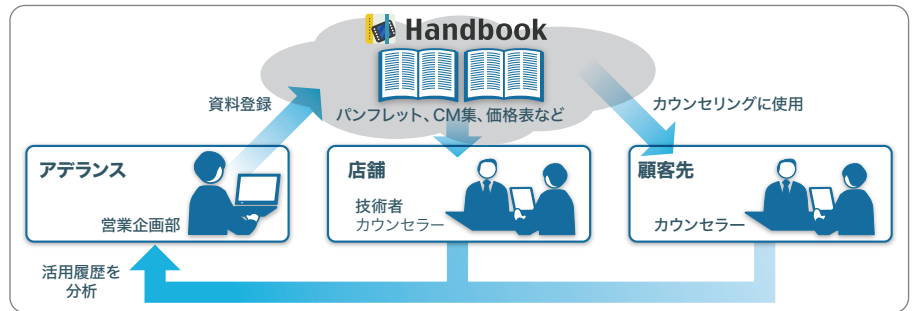 Handbook
パンフレット、CM集、価格表など
資料登録
カウンセリングに使用
アデランス
営業企画部
店舗
技術者
カウンセラー
顧客先
カウンセラー
活用履歴を
分析